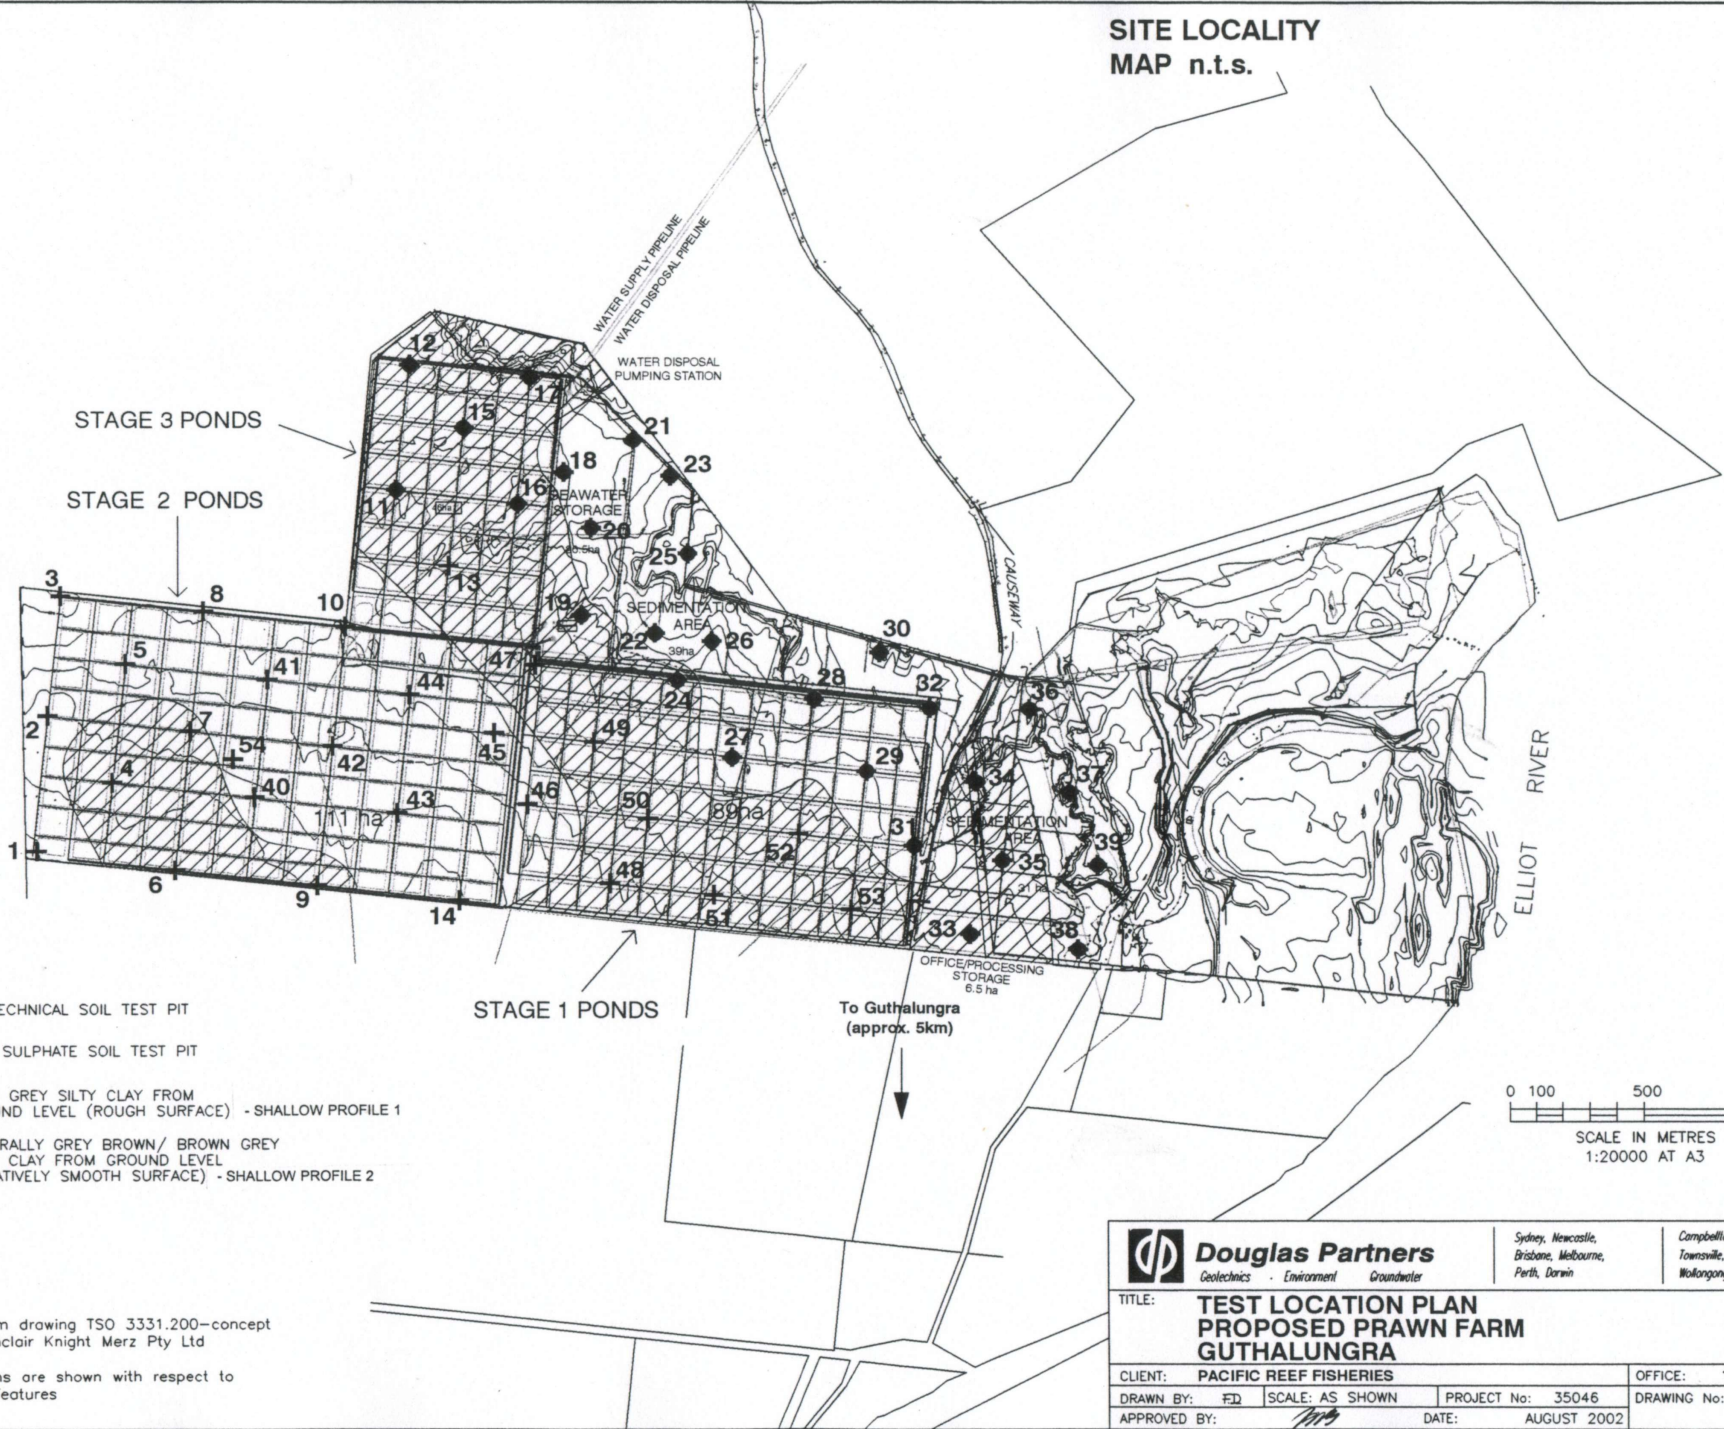 SITE LOCALITY
MAP n.t.s.
WATER SUPPLY PIPELINE
WATER DISPOSAL PIPELINE
WATER DISPOSAL
PUMPING STATION
12
17
STAGE 3 PONDS
15
21
18
23
STAGE 2 PONDS
11
16
SEAWATER
STORAGE
20
25
CAUSEWAY
13
3
8
10
19
SEDIMENTATION
AREA
22
39ha
26
30
5
41
47
44
24
28
32
36
2
7
54
42
45
49
27
29
ELLIOT RIVER
4
40
43
111 ha
46
50
89ha
34
37
SEDIMENTATION
AREA
1
52
31
35
39
31 ha
6
9
14
48
51
53
33
38
OFFICE/PROCESSING
STORAGE
6.5 ha
STAGE 1 PONDS
To Guthalungra
(approx. 5km)
ECHNICAL SOIL TEST PIT
SULPHATE SOIL TEST PIT
GREY SILTY CLAY FROM
ND LEVEL (ROUGH SURFACE) - SHALLOW PROFILE 1
RALLY GREY BROWN/ BROWN GREY
CLAY FROM GROUND LEVEL
ATIVELY SMOOTH SURFACE) - SHALLOW PROFILE 2
0 100 500
SCALE IN METRES
1:20000 AT A3
m drawing TSO 3331.200-concept
nclair Knight Merz Pty Ltd
ns are shown with respect to
eatures
Douglas Partners
Geotechnics · Environment Groundwater
Sydney, Newcastle,
Brisbane, Melbourne,
Perth, Darwin
Campbellt
Townsville,
Wollongong
TITLE: TEST LOCATION PLAN
PROPOSED PRAWN FARM
GUTHALUNGRA
CLIENT: PACIFIC REEF FISHERIES
OFFICE:
DRAWN BY: FD SCALE: AS SHOWN PROJECT No: 35046 DRAWING No:
APPROVED BY: DATE: AUGUST 2002